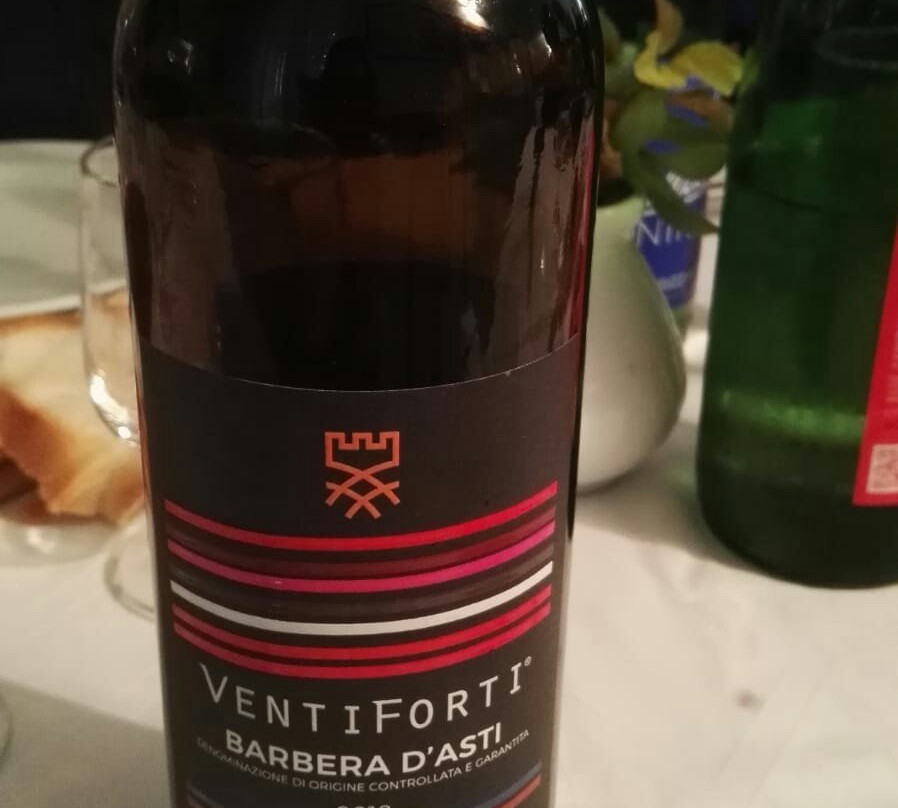 VENTIFORTI®
BARBERA D'ASTI
DENOMINAZIONE DI ORIGINE CONTROLLATA E GARANTITA